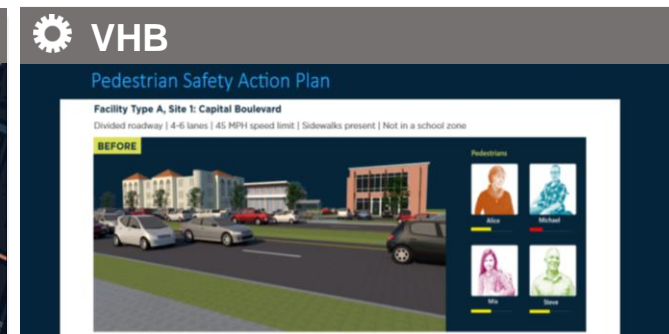 VHB
Pedestrian Safety Action Plan
Facility Type A, Site 1: Capital Boulevard
Divided roadway | 4-6 lanes | 45 MPH speed limit | Sidewalks present | Not in a school zone
BEFORE
Pedestrians
Alice
Michael
Mia
Steve